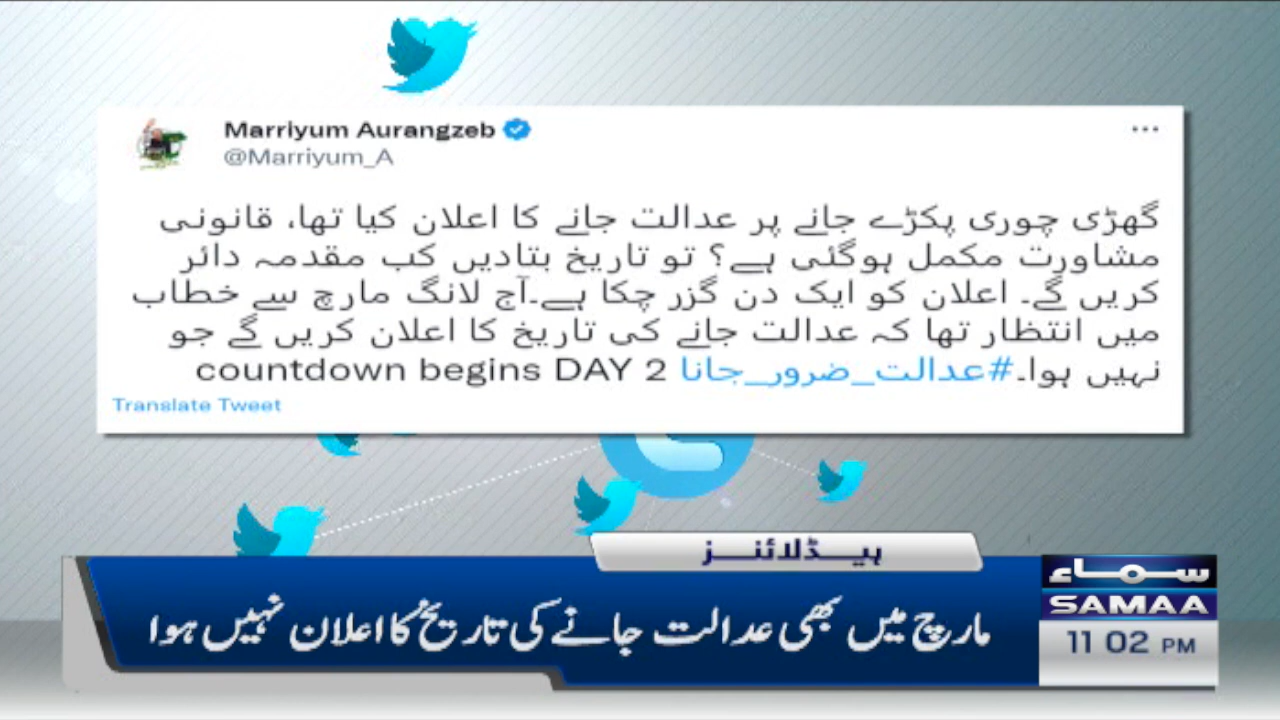 Marriyum Aurangzeb
@Marriyum_A
گھڑی چوری پکڑے جانے پر عدالت جانے کا اعلان کیا تھا، قانونی
مشاورت مکمل ہوگئی ہے؟ تو تاریخ بتادیں کب مقدمہ دائر
کریں گے۔ اعلان کو ایک دن گزر چکا ہے۔آج لانگ مارچ سے خطاب
میں انتظار تھا کہ عدالت جانے کی تاریخ کا اعلان کریں گے جو
نہیں ہوا۔#عدالت_ضرور_جانا countdown begins DAY 2
Translate Tweet
ہیڈلائنز
مارچ میں بھی عدالت جانے کی تاریخ کا اعلان نہیں ہوا
سماء
SAMAA
11 02 PM